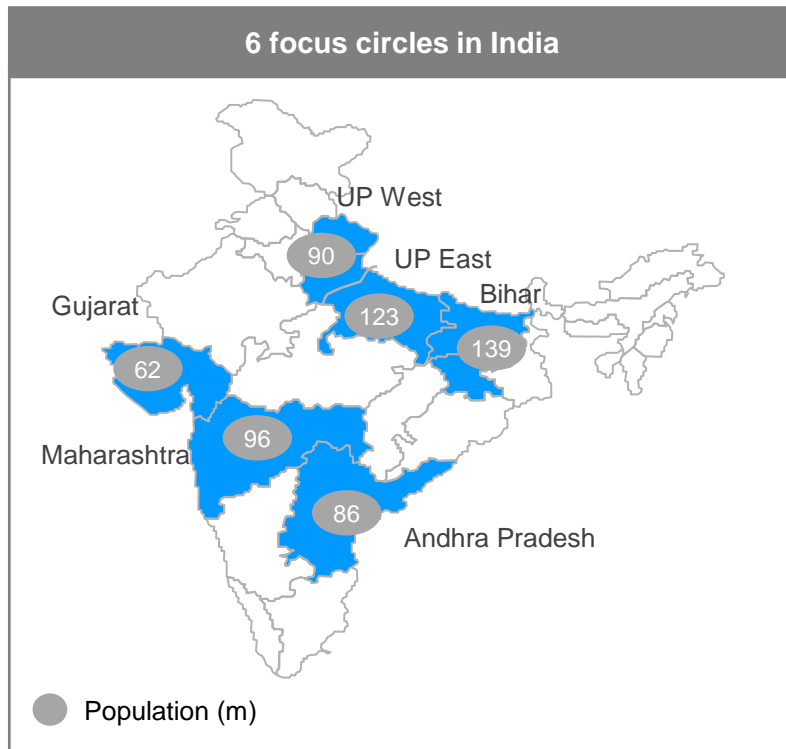 6 focus circles in India
UP West
90
UP East
Bihar
Gujarat
123
139
62
96
Maharashtra
86
Andhra Pradesh
Population (m)